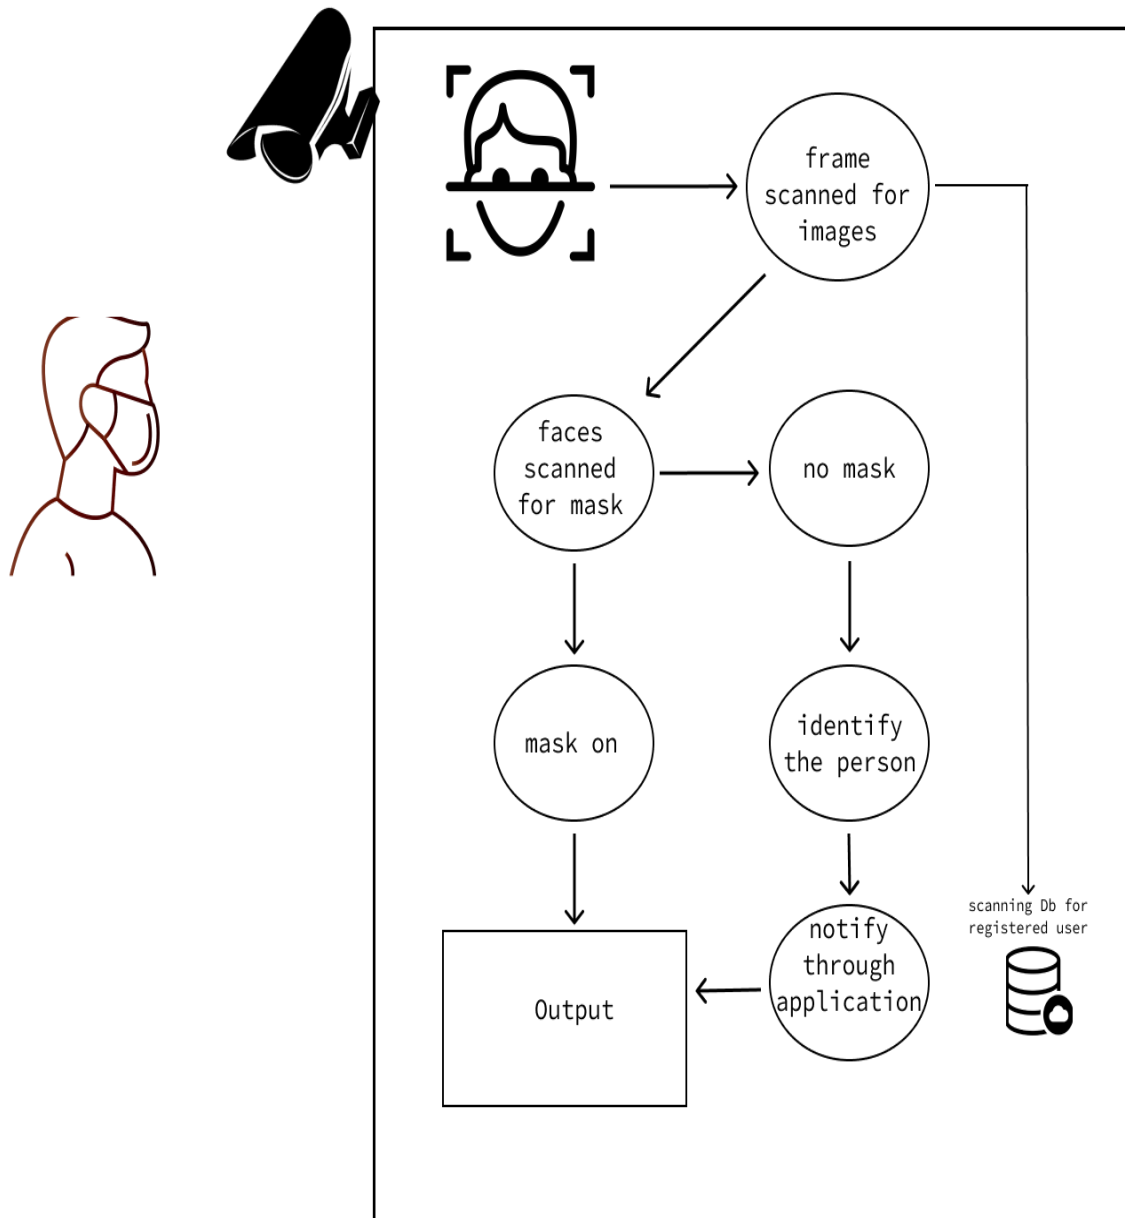 frame
scanned for
images
faces
scanned
for mask
no mask
mask on
identify
the person
scanning Db for
registered user
notify
through
application
Output